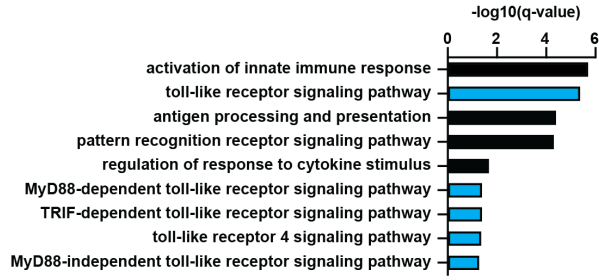 -log10(q-value)
0 2 4 6
activation of innate immune response
toll-like receptor signaling pathway
antigen processing and presentation
pattern recognition receptor signaling pathway
regulation of response to cytokine stimulus
MyD88-dependent toll-like receptor signaling pathway
TRIF-dependent toll-like receptor signaling pathway
toll-like receptor 4 signaling pathway
MyD88-independent toll-like receptor signaling pathway